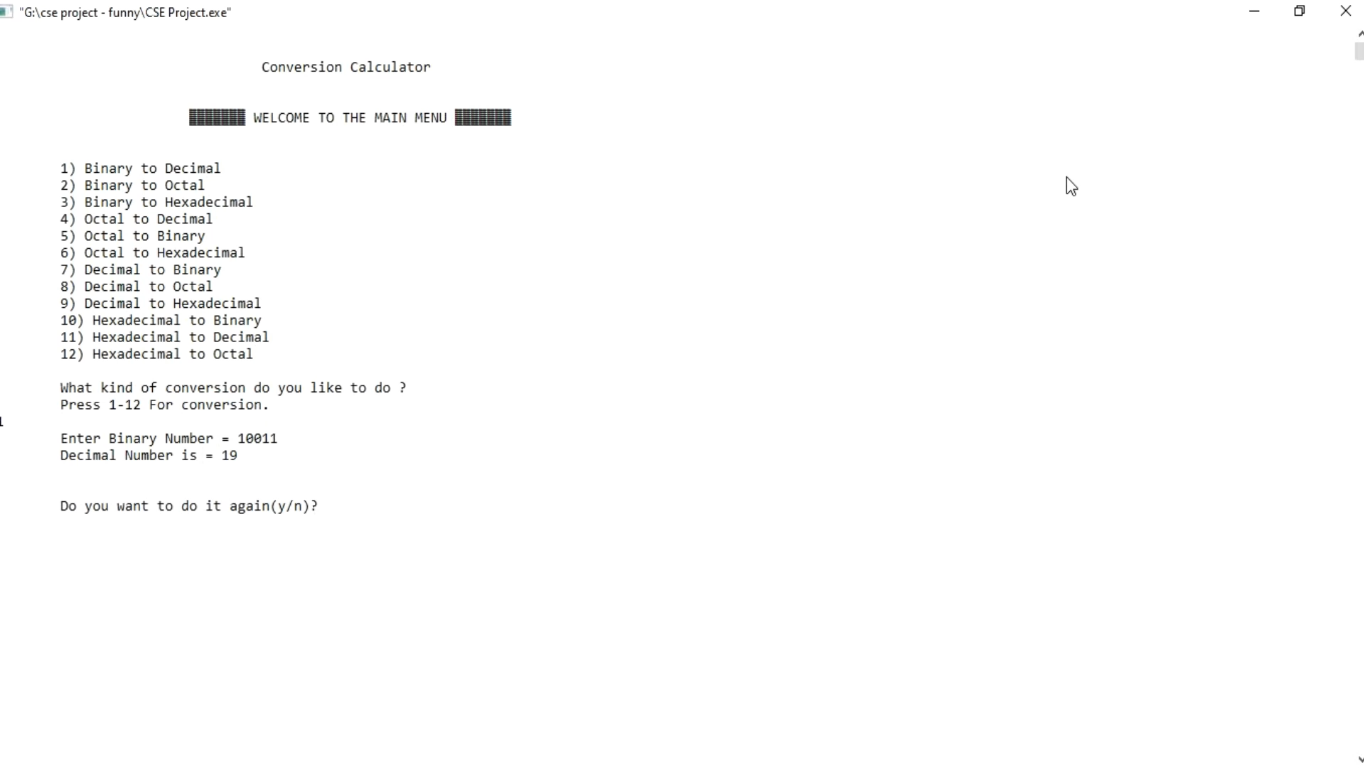 "G:\cse project - funny\CSE Project.exe"
Conversion Calculator
▓▓▓▓▓▓▓ WELCOME TO THE MAIN MENU ▓▓▓▓▓▓▓
1) Binary to Decimal
2) Binary to Octal
3) Binary to Hexadecimal
4) Octal to Decimal
5) Octal to Binary
6) Octal to Hexadecimal
7) Decimal to Binary
8) Decimal to Octal
9) Decimal to Hexadecimal
10) Hexadecimal to Binary
11) Hexadecimal to Decimal
12) Hexadecimal to Octal
What kind of conversion do you like to do ?
Press 1-12 For conversion.
1
Enter Binary Number = 10011
Decimal Number is = 19
Do you want to do it again(y/n)?